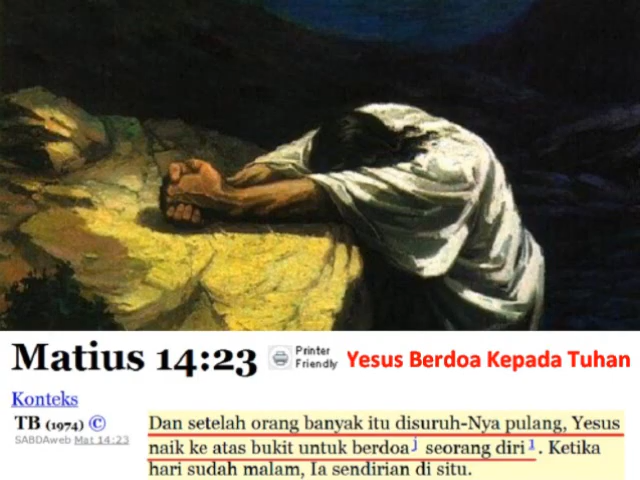 Matius 14:23 Printer Friendly Yesus Berdoa Kepada Tuhan
Konteks
TB (1974) © Dan setelah orang banyak itu disuruh-Nya pulang, Yesus
SABDAweb Mat 14:23 naik ke atas bukit untuk berdoa j seorang diri 1 . Ketika
hari sudah malam, Ia sendirian di situ.